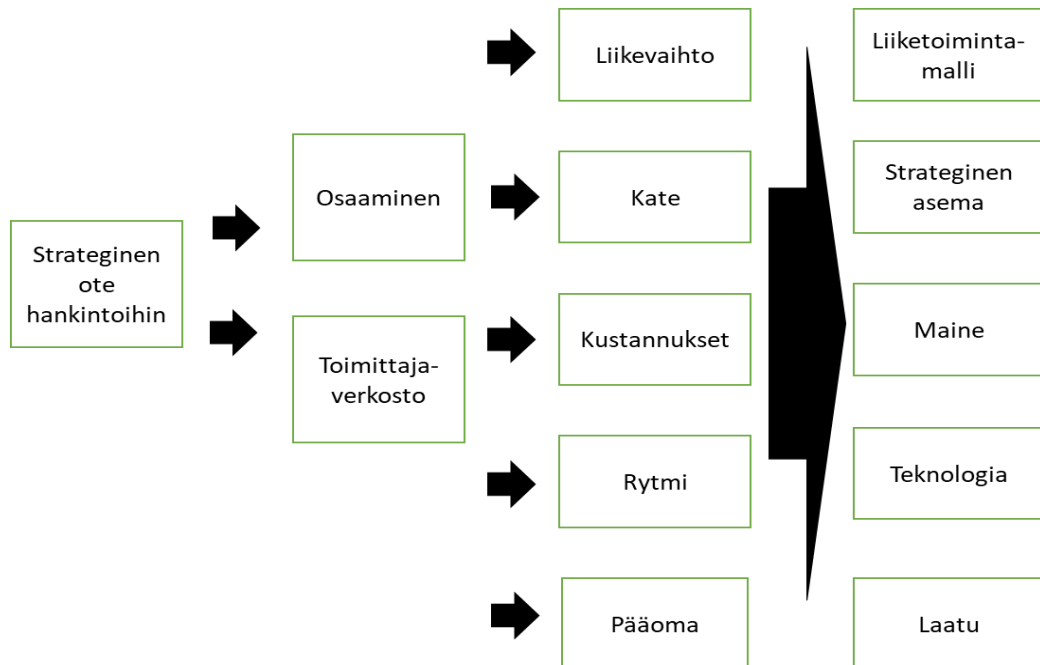 Strateginen
ote
hankintoihin
Osaaminen
Toimittaja-
verkosto
Liikevaihto
Kate
Kustannukset
Rytmi
Pääoma
Liiketoiminta-
malli
Strateginen
asema
Maine
Teknologia
Laatu